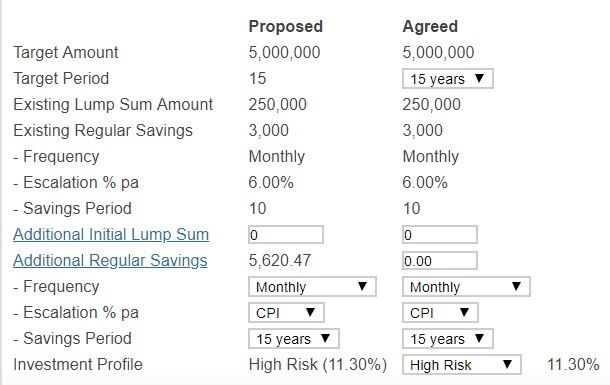 Proposed Agreed
Target Amount 5,000,000 5,000,000
Target Period 15 15 years ▼
Existing Lump Sum Amount 250,000 250,000
Existing Regular Savings 3,000 3,000
- Frequency Monthly Monthly
- Escalation % pa 6.00% 6.00%
- Savings Period 10 10
Additional Initial Lump Sum 0 0
Additional Regular Savings 5,620.47 0.00
- Frequency Monthly ▼ Monthly ▼
- Escalation % pa CPI ▼ CPI ▼
- Savings Period 15 years ▼ 15 years ▼
Investment Profile High Risk (11.30%) High Risk ▼ 11.30%